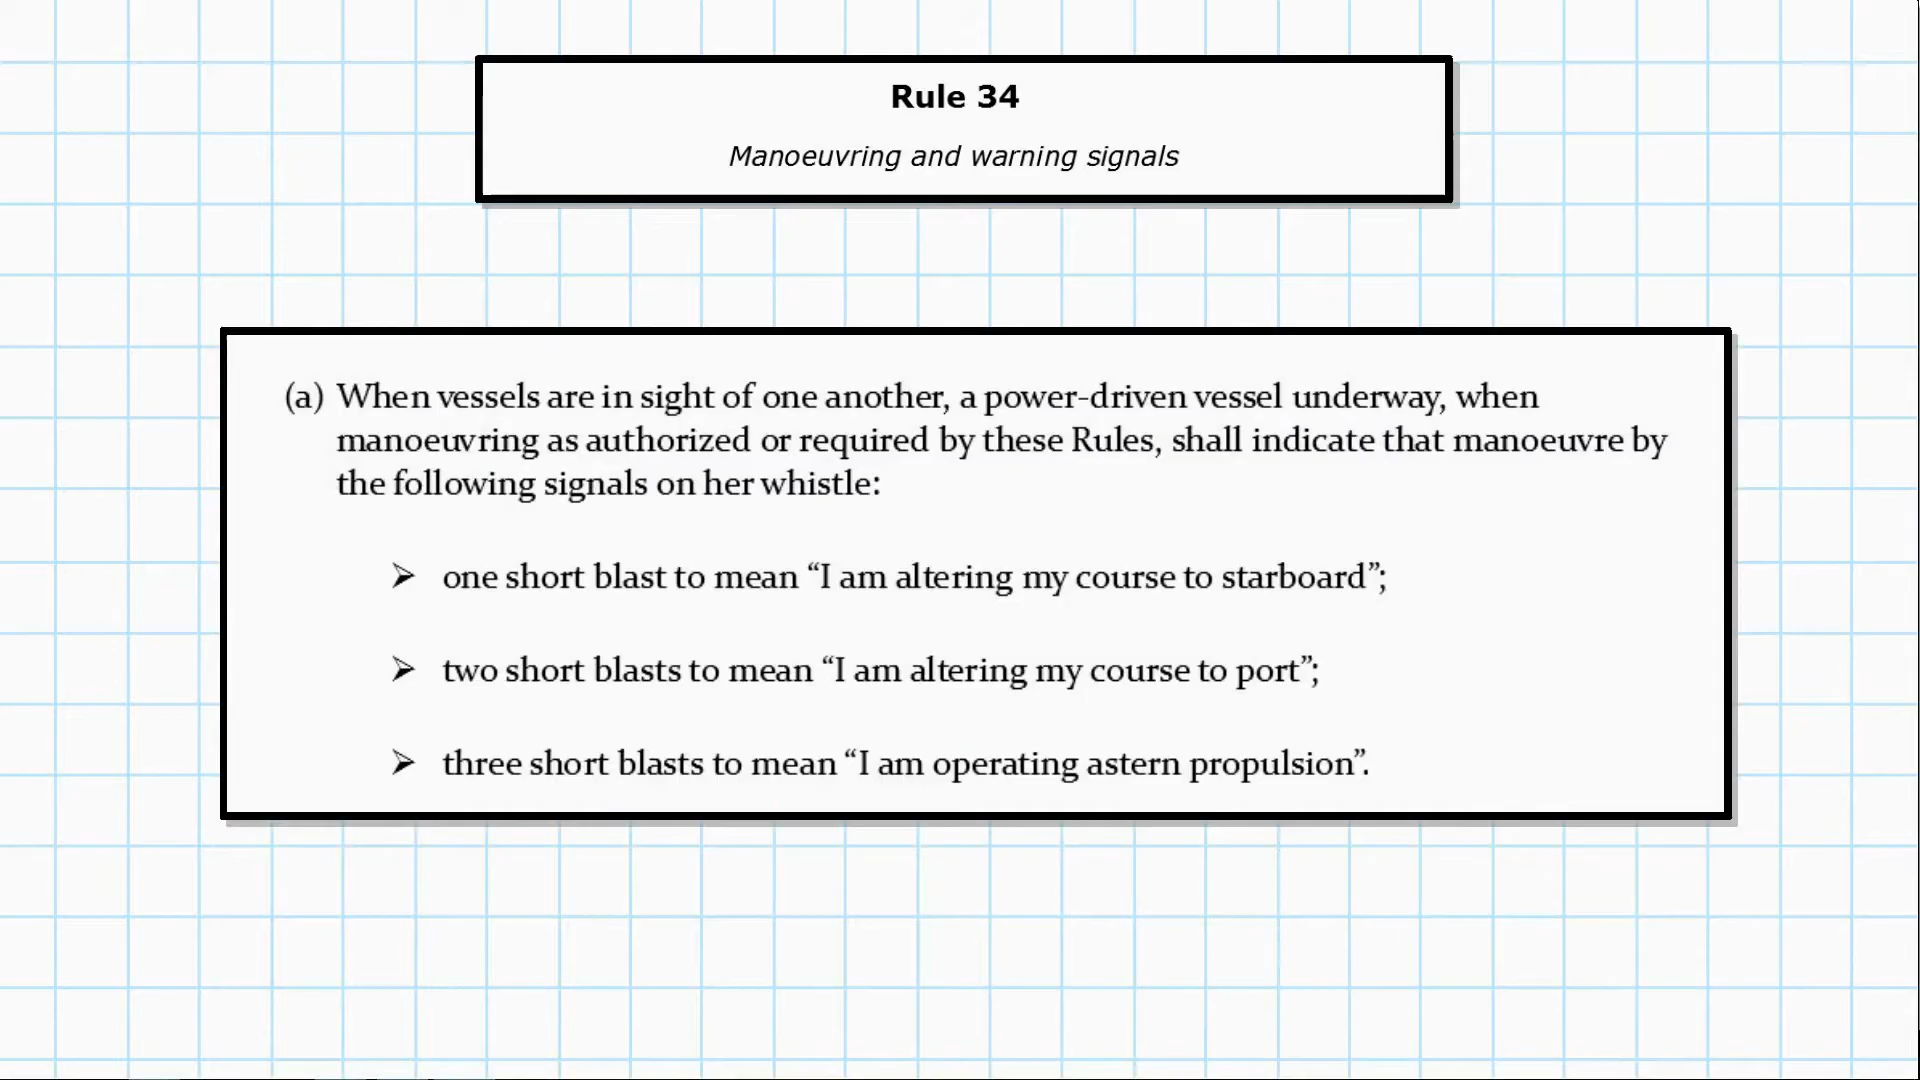 Rule 34
Manoeuvring and warning signals
(a) When vessels are in sight of one another, a power-driven vessel underway, when
manoeuvring as authorized or required by these Rules, shall indicate that manoeuvre by
the following signals on her whistle:
➢ one short blast to mean “I am altering my course to starboard”;
➢ two short blasts to mean “I am altering my course to port”;
➢ three short blasts to mean “I am operating astern propulsion”.